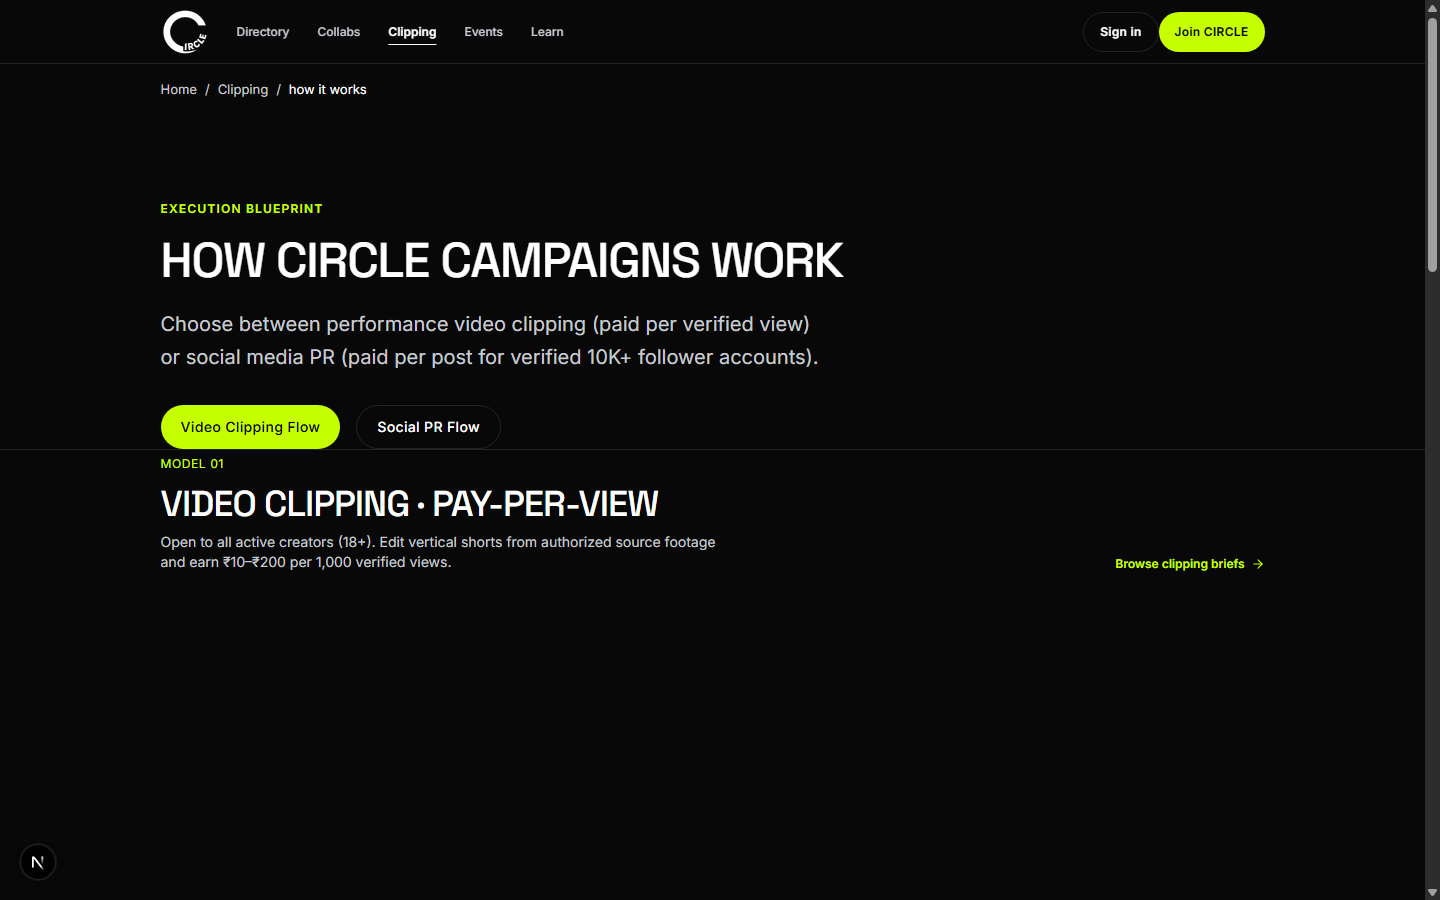 CIRCLE
Directory
Collabs
Clipping
Events
Learn
Sign in
Join CIRCLE
Home / Clipping / how it works
EXECUTION BLUEPRINT
HOW CIRCLE CAMPAIGNS WORK
Choose between performance video clipping (paid per verified view)
or social media PR (paid per post for verified 10K+ follower accounts).
Video Clipping Flow
Social PR Flow
MODEL 01
VIDEO CLIPPING · PAY-PER-VIEW
Open to all active creators (18+). Edit vertical shorts from authorized source footage
and earn ₹10–₹200 per 1,000 verified views.
Browse clipping briefs →
N